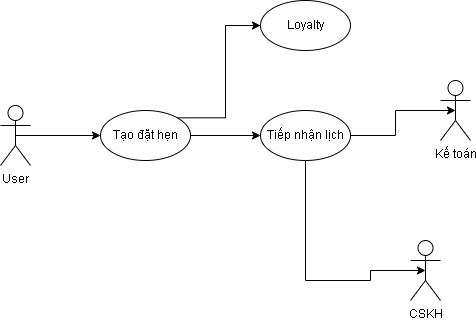 Loyalty
Tạo đặt hẹn
Tiếp nhận lịch
User
Kế toán
CSKH